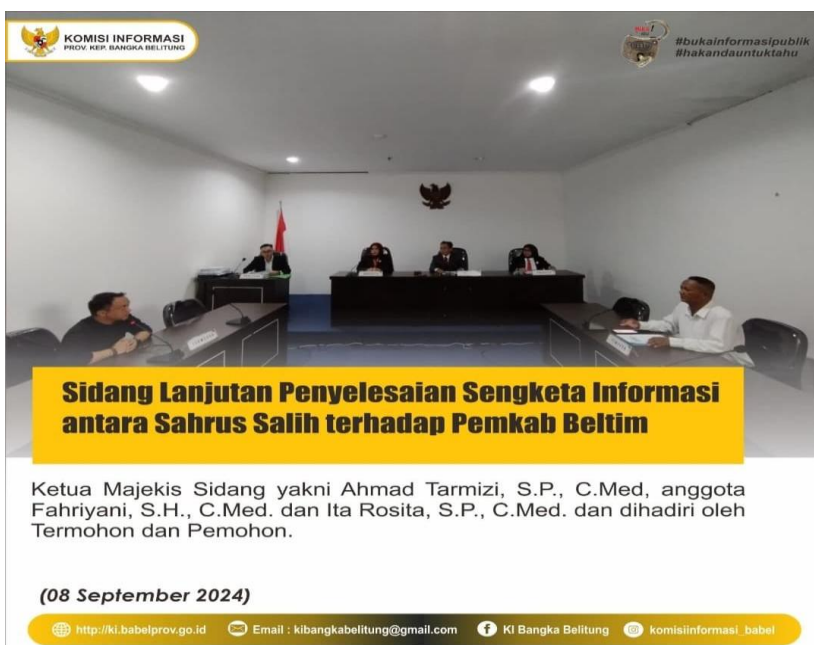 KOMISI INFORMASI
PROV. KEP. BANGKA BELITUNG
#bukainformasipublik
#hakandauntuktahu
Sidang Lanjutan Penyelesaian Sengketa Informasi
antara Sahrus Salih terhadap Pemkab Beltim
Ketua Majekis Sidang yakni Ahmad Tarmizi, S.P., C.Med, anggota
Fahriyani, S.H., C.Med. dan Ita Rosita, S.P., C.Med. dan dihadiri oleh
Termohon dan Pemohon.
(08 September 2024)
http://ki.babelprov.go.id
Email : kibangkabelitung@gmail.com
KI Bangka Belitung
komisiinformasi_babel